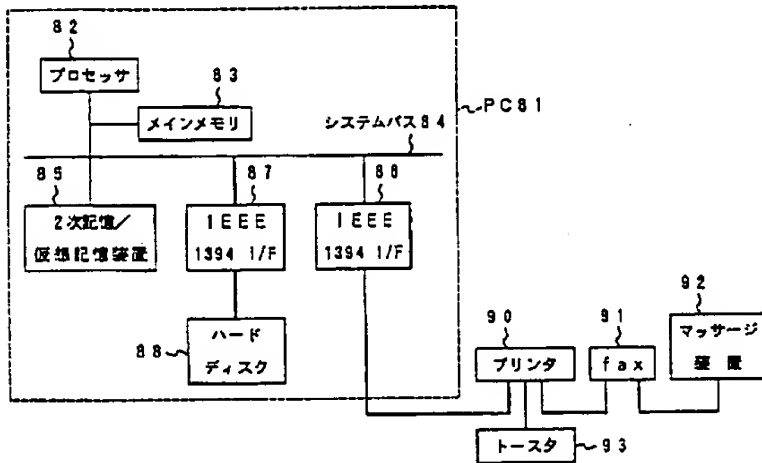 82
プロセッサ
83
メインメモリ
システムバス84
PC81
85
2次記憶/
仮想記憶装置
87
IEEE
1394 I/F
86
IEEE
1394 I/F
88
ハード
ディスク
90
プリンタ
91
fax
92
マッサージ
装置
トースタ
93